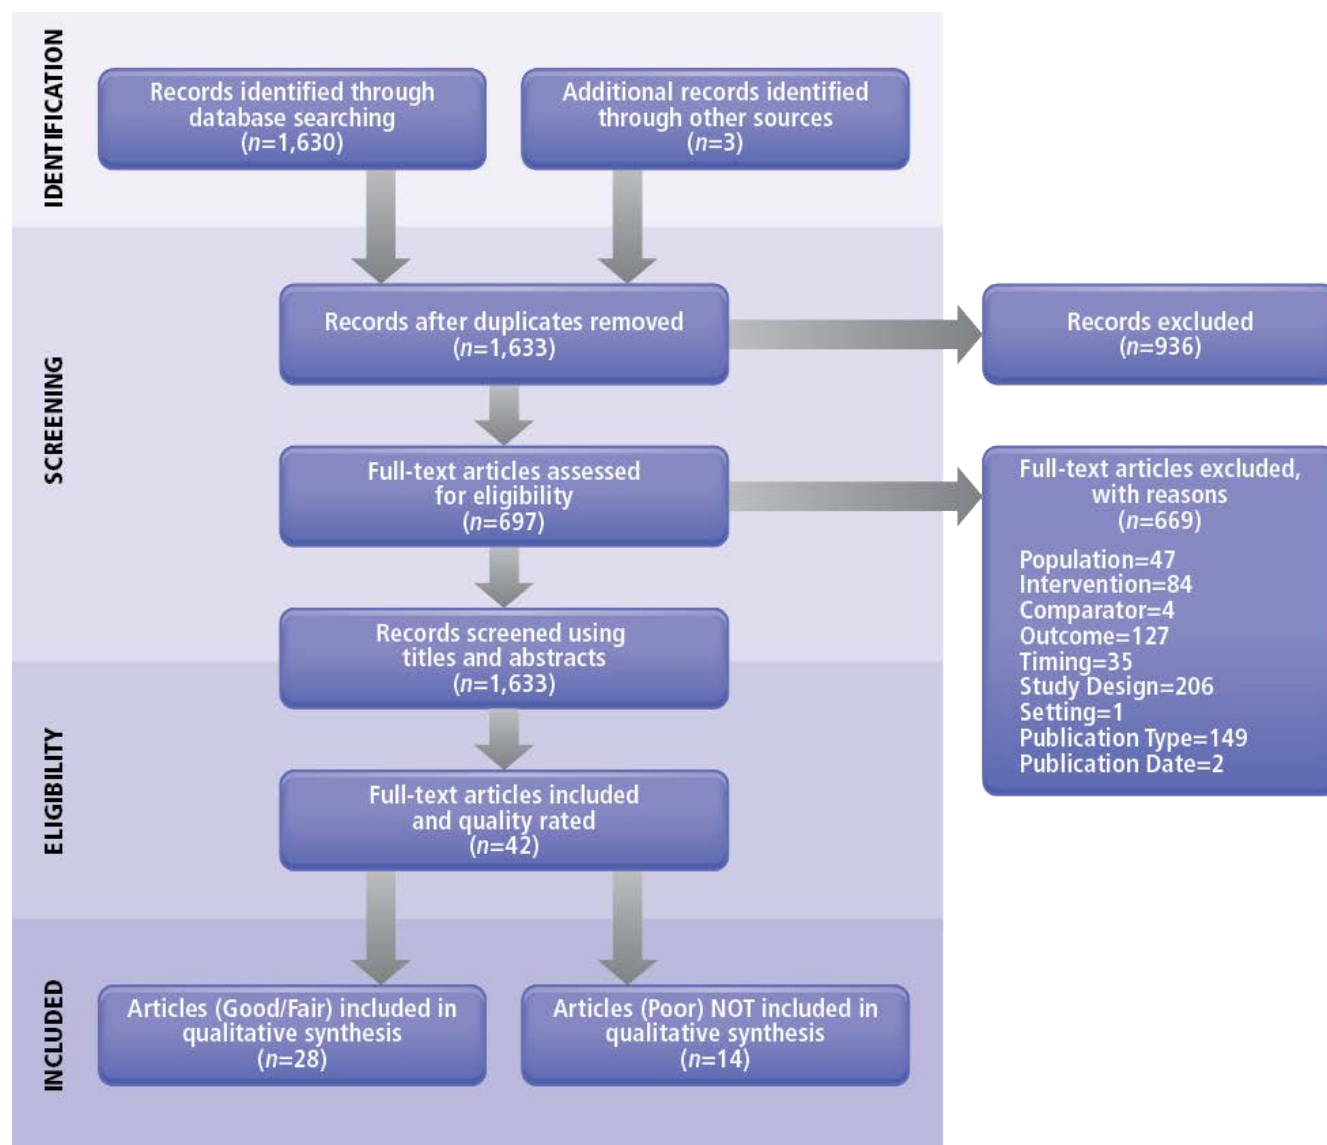 IDENTIFICATION
Records identified through
database searching
(n=1,630)
Additional records identified
through other sources
(n=3)
SCREENING
Records after duplicates removed
(n=1,633)
Records excluded
(n=936)
Full-text articles assessed
for eligibility
(n=697)
Full-text articles excluded,
with reasons
(n=669)
Population=47
Intervention=84
Comparator=4
Outcome=127
Timing=35
Study Design=206
Setting=1
Publication Type=149
Publication Date=2
Records screened using
titles and abstracts
(n=1,633)
ELIGIBILITY
Full-text articles included
and quality rated
(n=42)
INCLUDED
Articles (Good/Fair) included in
qualitative synthesis
(n=28)
Articles (Poor) NOT included in
qualitative synthesis
(n=14)